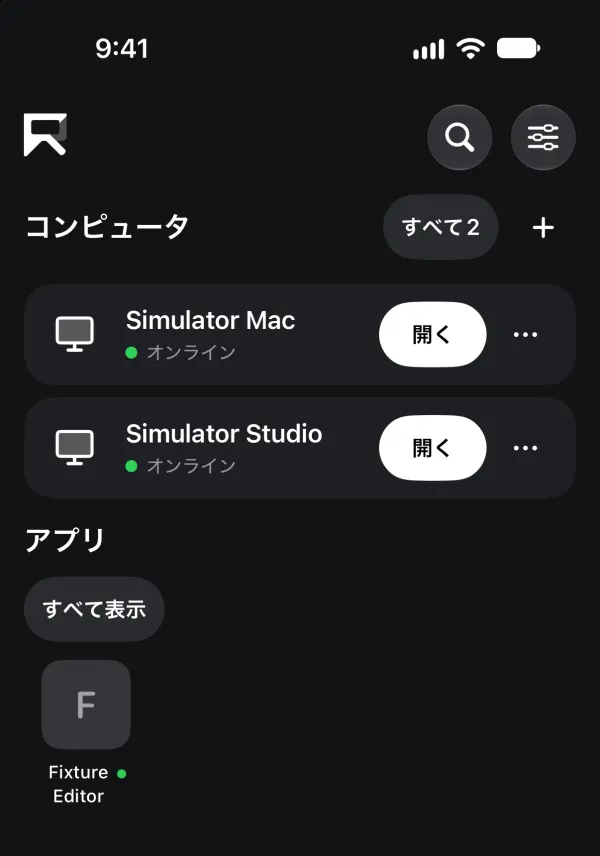 9:41
コンピュータ
すべて 2
Simulator Mac
オンライン
開く
Simulator Studio
オンライン
開く
アプリ
すべて表示
F
Fixture
Editor